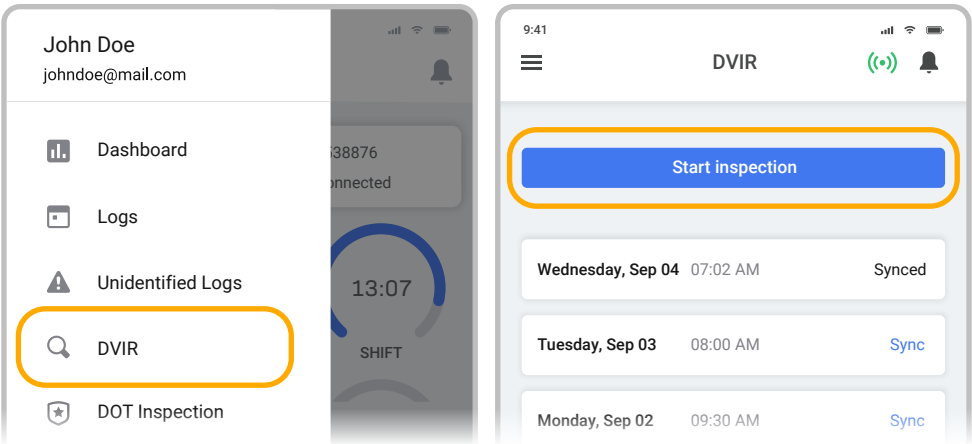 John Doe
johndoe@mail.com
Dashboard
Logs
Unidentified Logs
DVIR
DOT Inspection
38876
onnected
13:07
SHIFT
9:41
DVIR
Start inspection
Wednesday, Sep 04 07:02 AM Synced
Tuesday, Sep 03 08:00 AM Sync
Monday, Sep 02 09:30 AM Sync